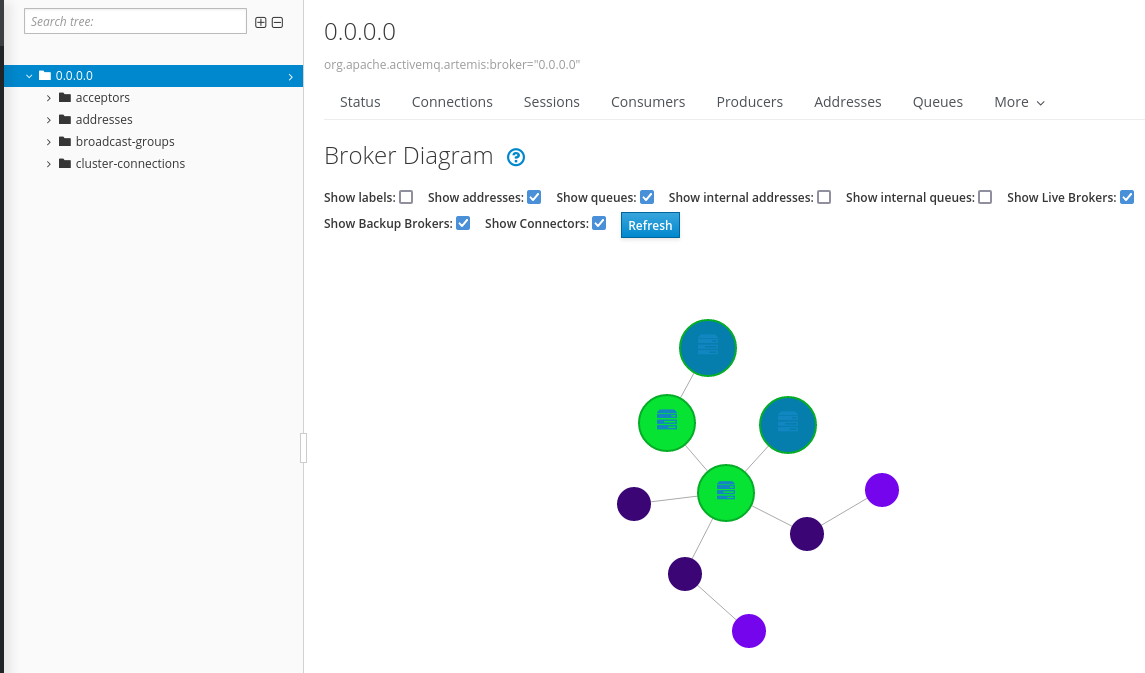 Search tree:
0.0.0.0
acceptors
addresses
broadcast-groups
cluster-connections
0.0.0.0
org.apache.activemq.artemis:broker="0.0.0.0"
Status Connections Sessions Consumers Producers Addresses Queues More
Broker Diagram ?
Show labels: Show addresses: Show queues: Show internal addresses: Show internal queues: Show Live Brokers:
Show Backup Brokers: Show Connectors: Refresh